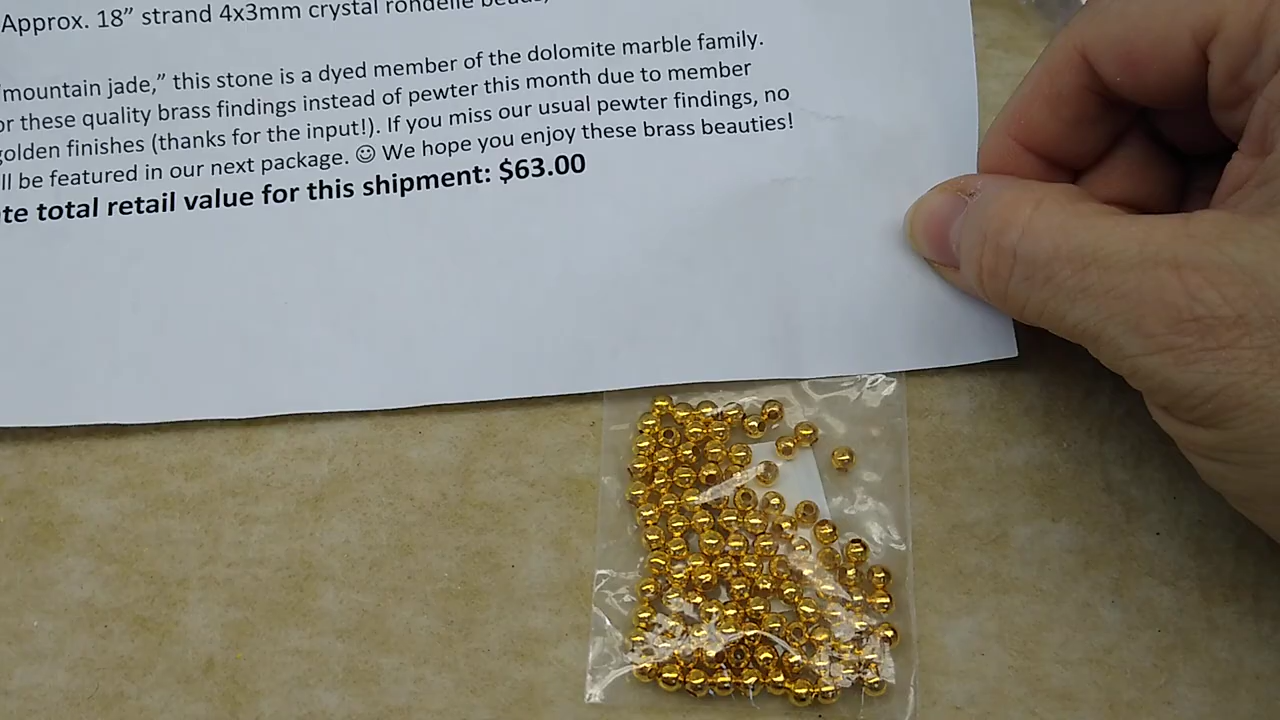 Approx. 18” strand 4x3mm crystal rondelle beads,
“mountain jade,” this stone is a dyed member of the dolomite marble family.
or these quality brass findings instead of pewter this month due to member
golden finishes (thanks for the input!). If you miss our usual pewter findings, no
ll be featured in our next package. ☺ We hope you enjoy these brass beauties!
te total retail value for this shipment: $63.00